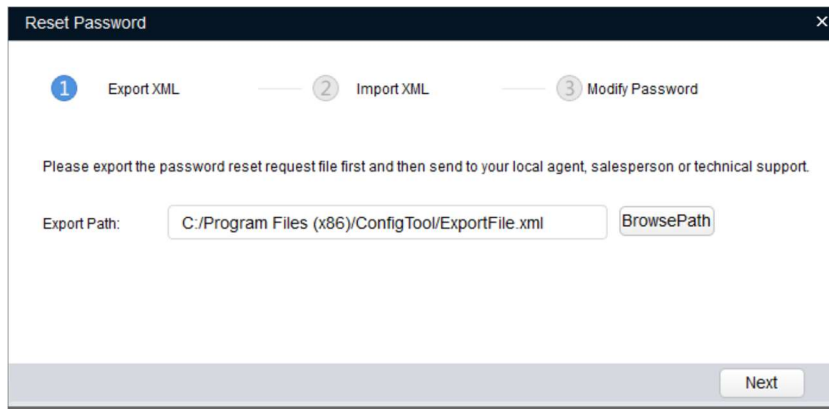 Reset Password ×
1 Export XML 2 Import XML 3 Modify Password
Please export the password reset request file first and then send to your local agent, salesperson or technical support.
Export Path: C:/Program Files (x86)/ConfigTool/ExportFile.xml BrowsePath
Next